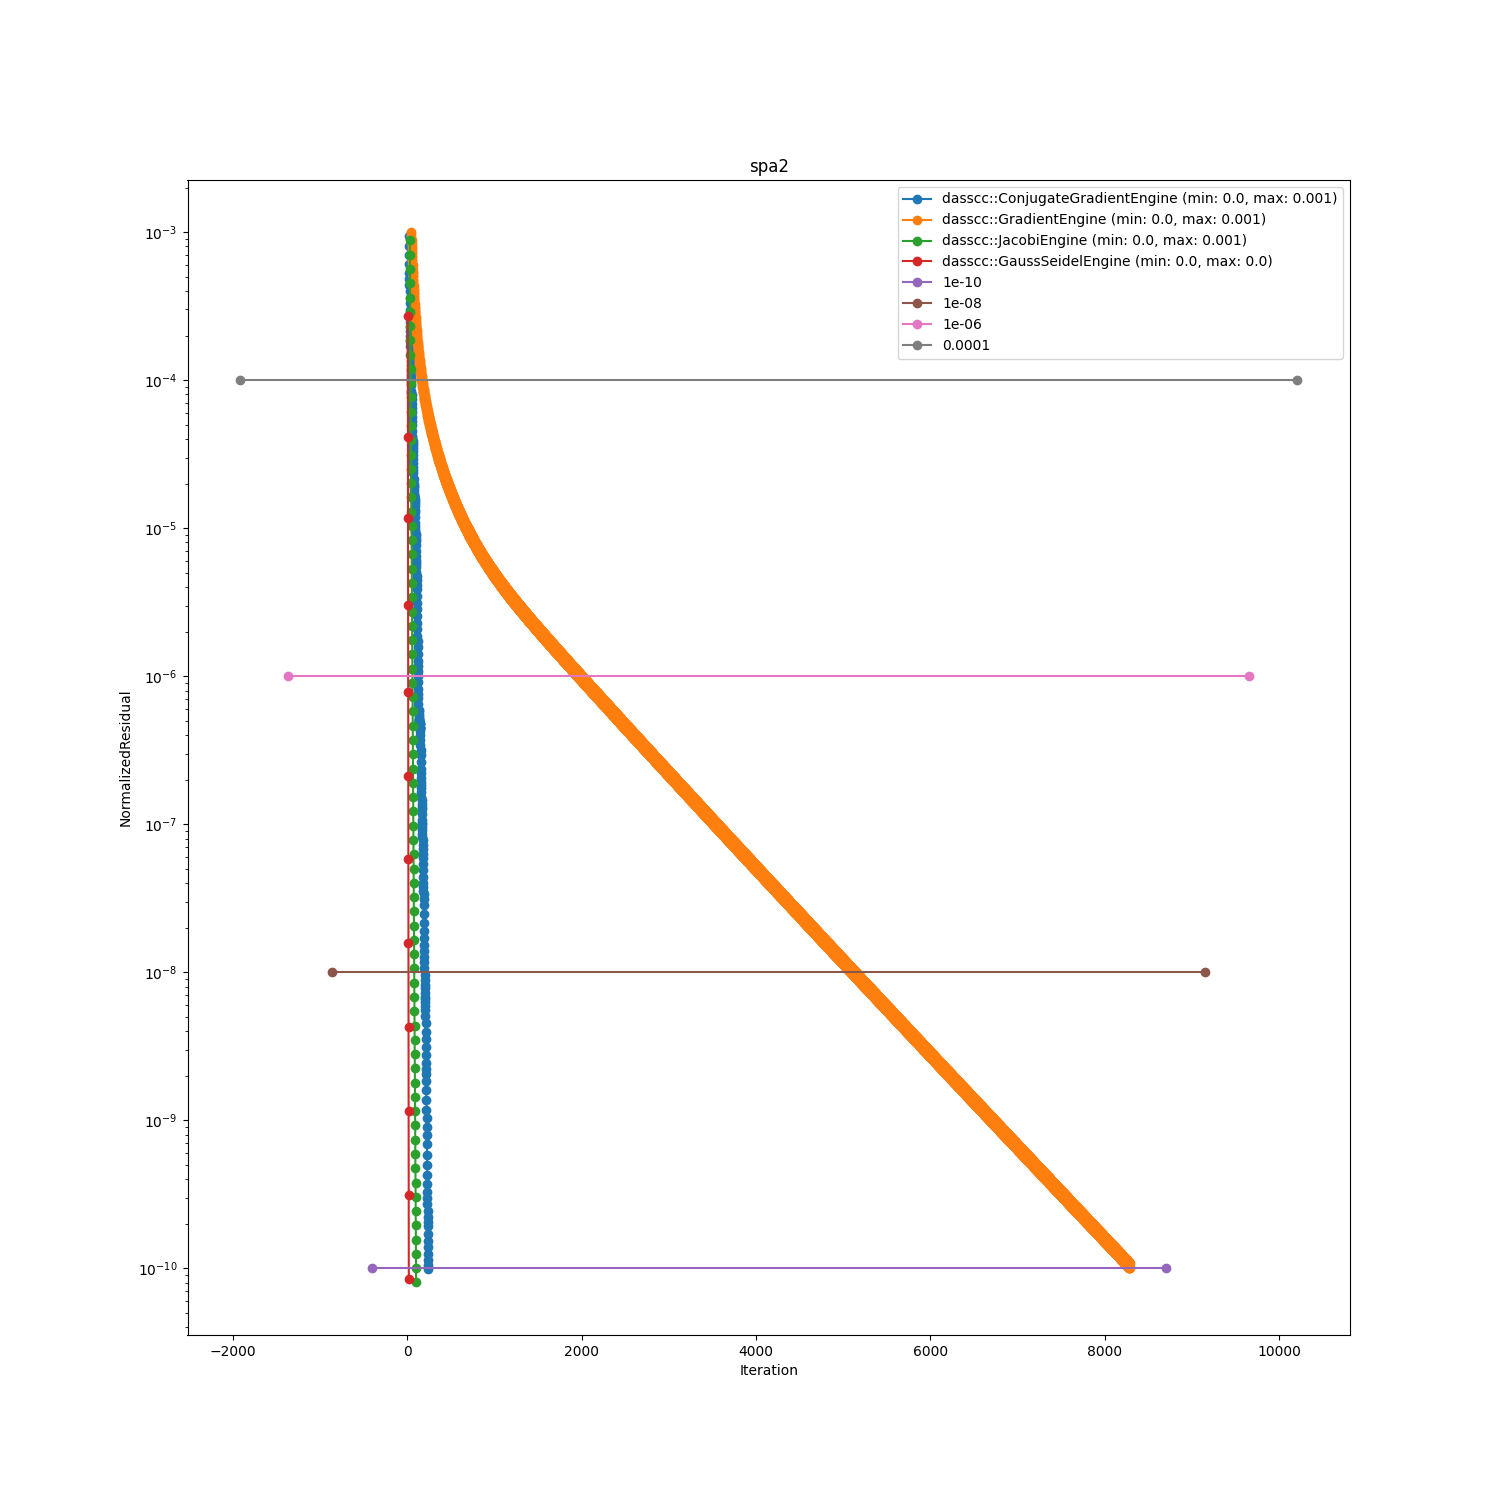 spa2
dasscc::ConjugateGradientEngine (min: 0.0, max: 0.001)
dasscc::GradientEngine (min: 0.0, max: 0.001)
dasscc::JacobiEngine (min: 0.0, max: 0.001)
dasscc::GaussSeidelEngine (min: 0.0, max: 0.0)
1e-10
1e-08
1e-06
0.0001
10⁻³
10⁻⁴
10⁻⁵
10⁻⁶
10⁻⁷
10⁻⁸
10⁻⁹
10⁻¹⁰
NormalizedResidual
−2000 0 2000 4000 6000 8000 10000
Iteration